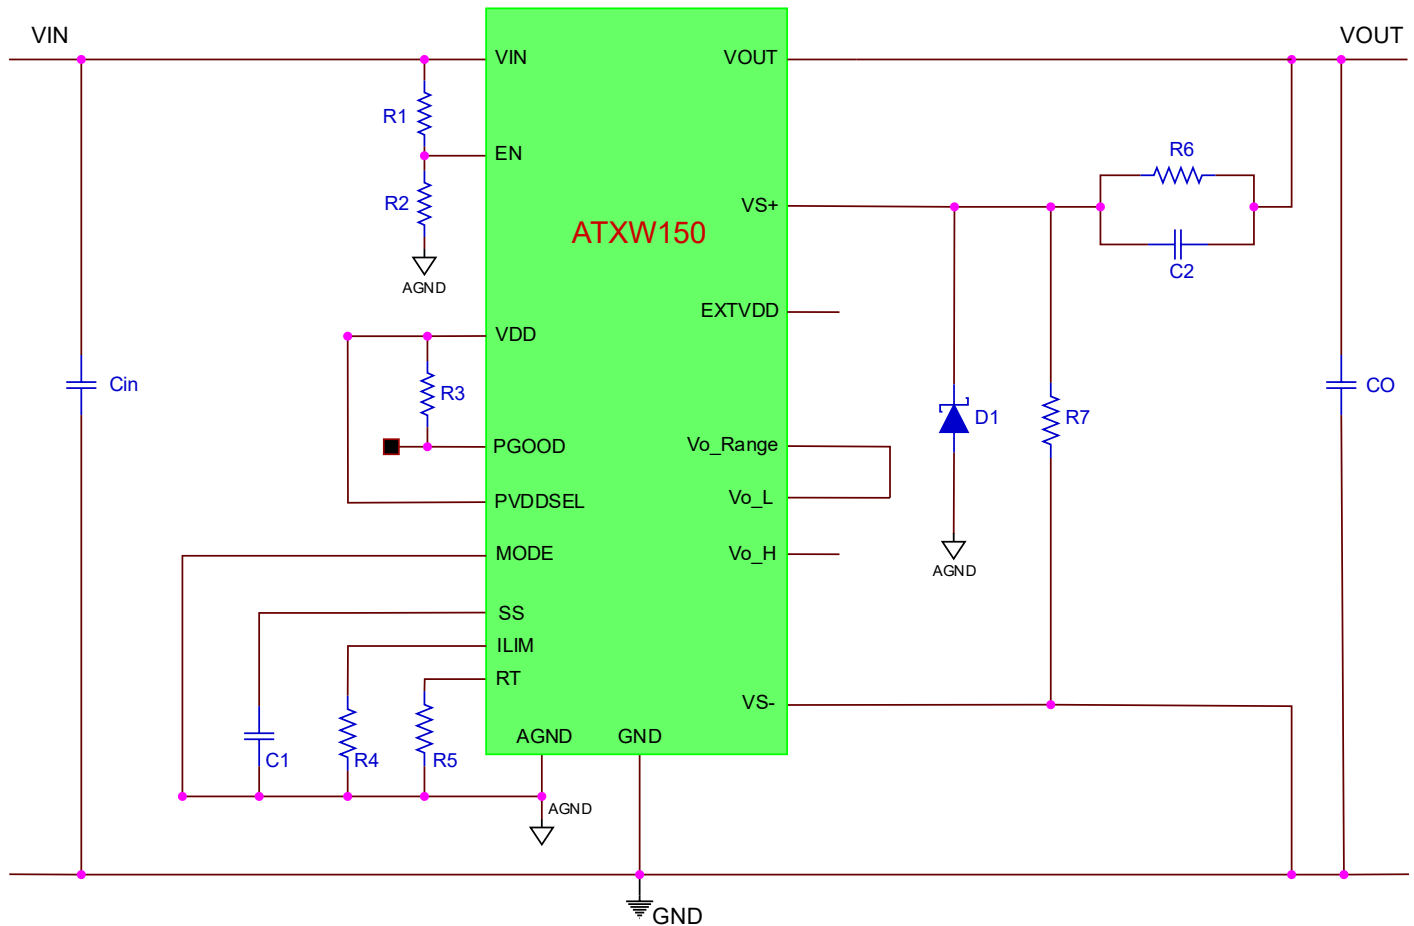 VIN
VOUT
VIN
VOUT
R1
EN
R6
R2
VS+
ATXW150
C2
AGND
EXTVDD
VDD
Cin
R3
CO
D1
R7
PGOOD
Vo_Range
PVDDSEL
Vo_L
MODE
Vo_H
AGND
SS
ILIM
RT
VS-
AGND
GND
C1
R4
R5
AGND
GND